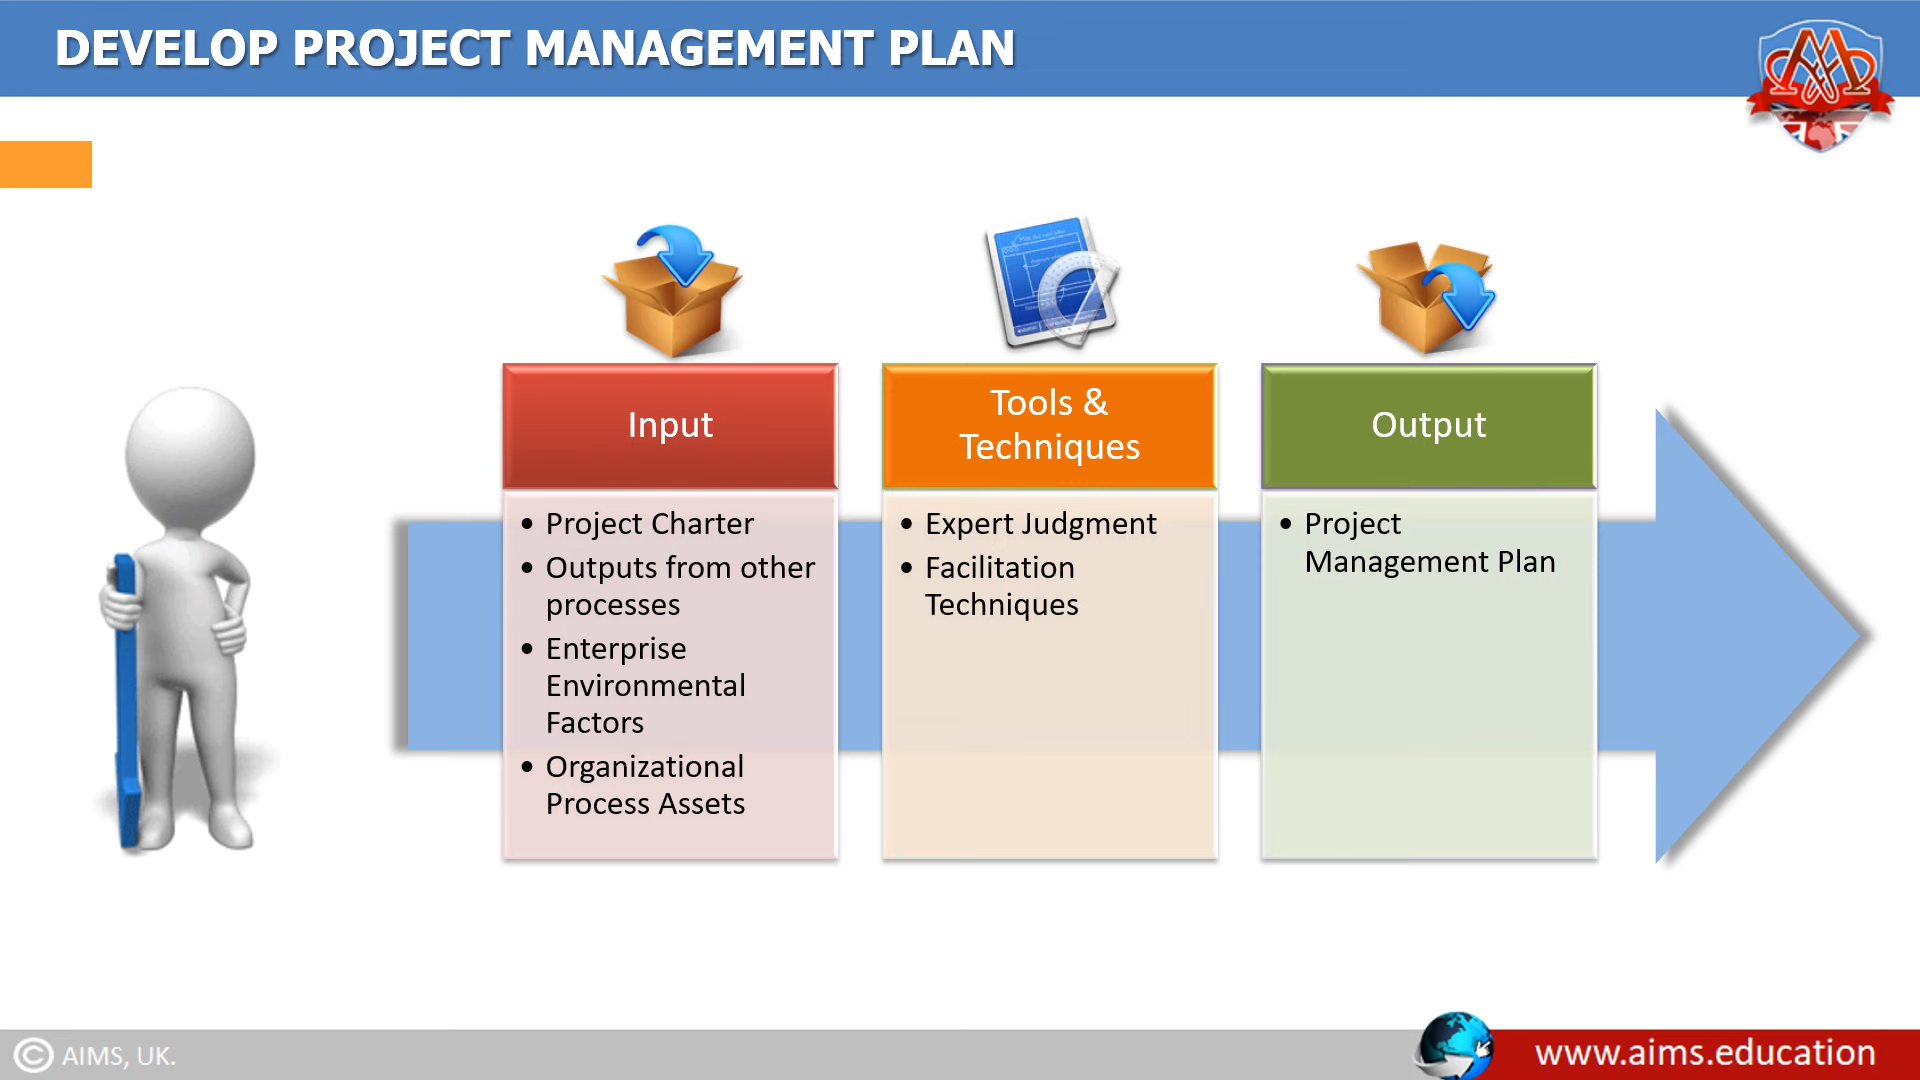 DEVELOP PROJECT MANAGEMENT PLAN
Input
• Project Charter
• Outputs from other
processes
• Enterprise
Environmental
Factors
• Organizational
Process Assets
Tools &
Techniques
• Expert Judgment
• Facilitation
Techniques
Output
• Project
Management Plan
© AIMS, UK.
www.aims.education